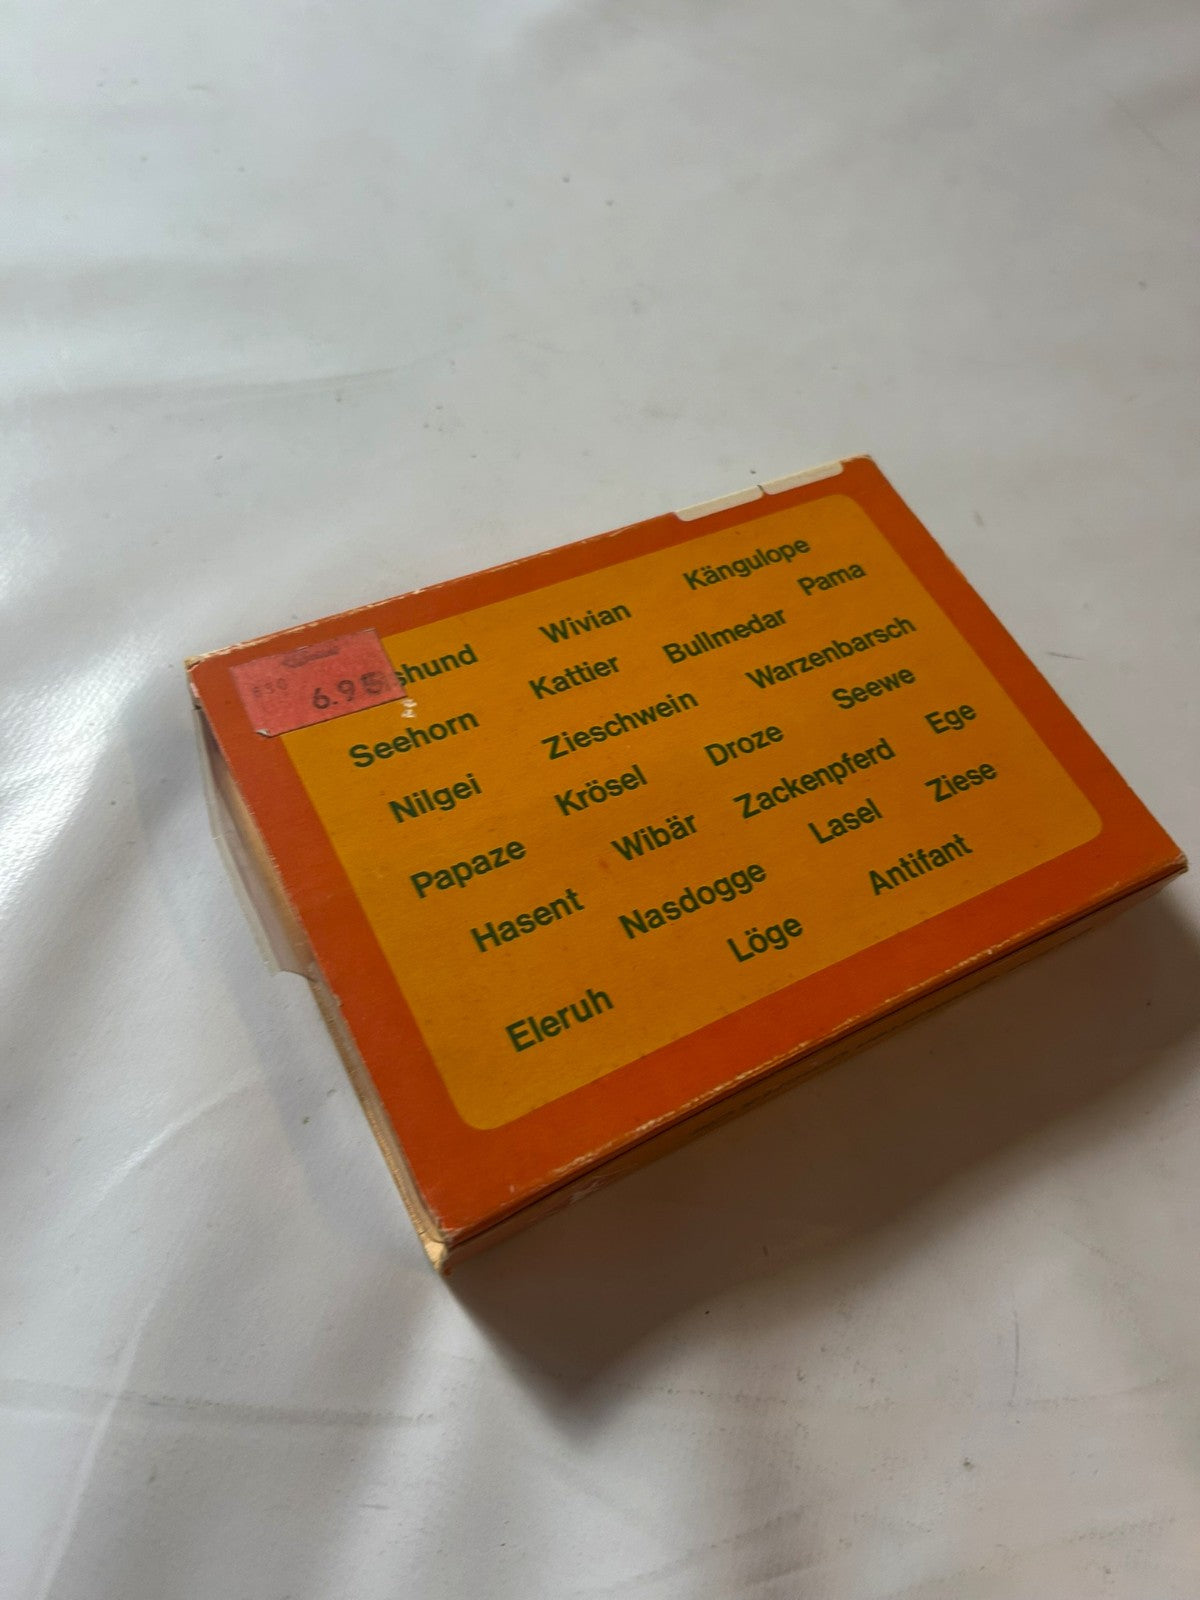 6.95
shund Wivian Kängulope
Seehorn Kattier Bullmedar Pama
Nilgei Zieschwein Warzenbarsch
Papaze Krösel Droze Seewe
Hasent Wibär Zackenpferd Ege
Nasdogge Lasel Ziese
Eleruh Löge Antifant